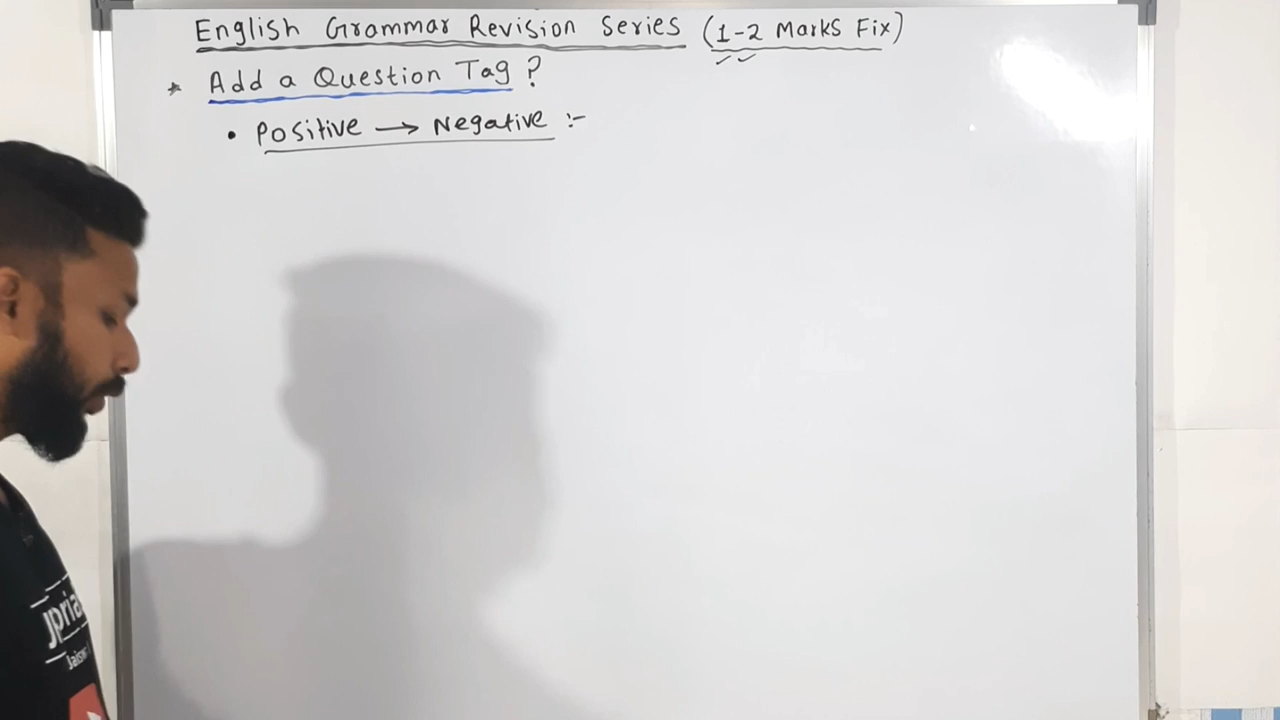 English Grammar Revision Series (1-2 Marks Fix)
* Add a Question Tag ?
• Positive → Negative :-